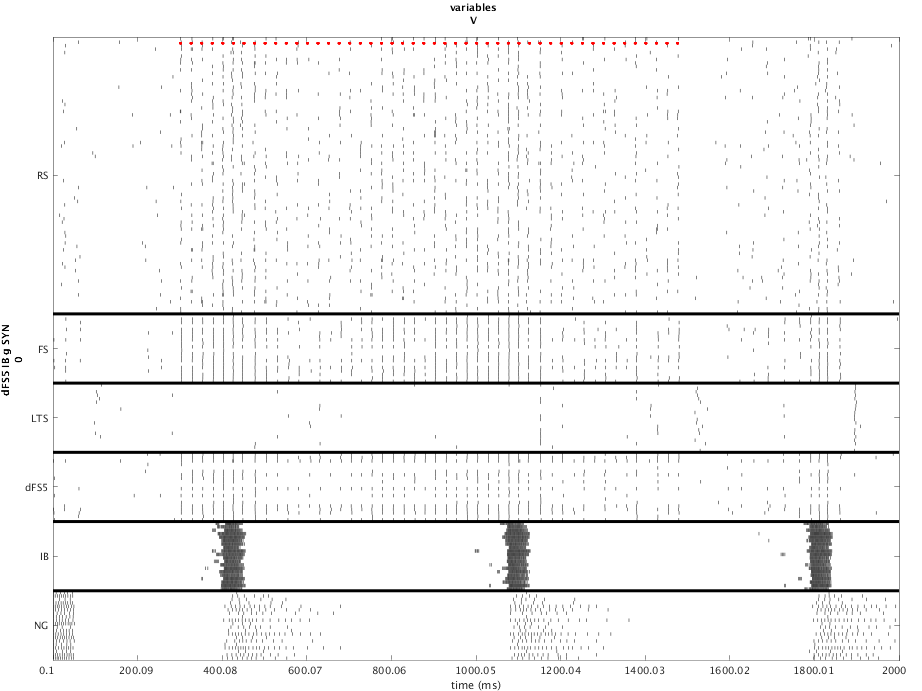 variables
V
RS
FS
LTS
dFS5
IB
NG
dFS5 IB g SYN
0
0.1 200.09 400.08 600.07 800.06 1000.05 1200.04 1400.03 1600.02 1800.01 2000
time (ms)